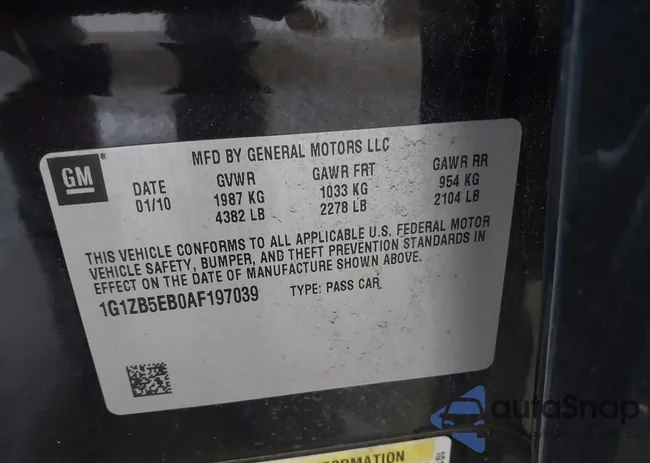 GM
MFD BY GENERAL MOTORS LLC
DATE GVWR GAWR FRT GAWR RR
01/10 1987 KG 1033 KG 954 KG
4382 LB 2278 LB 2104 LB
THIS VEHICLE CONFORMS TO ALL APPLICABLE U.S. FEDERAL MOTOR
VEHICLE SAFETY, BUMPER, AND THEFT PREVENTION STANDARDS IN
EFFECT ON THE DATE OF MANUFACTURE SHOWN ABOVE.
1G1ZB5EB0AF197039 TYPE: PASS CAR
autoSnap
INFORMATION